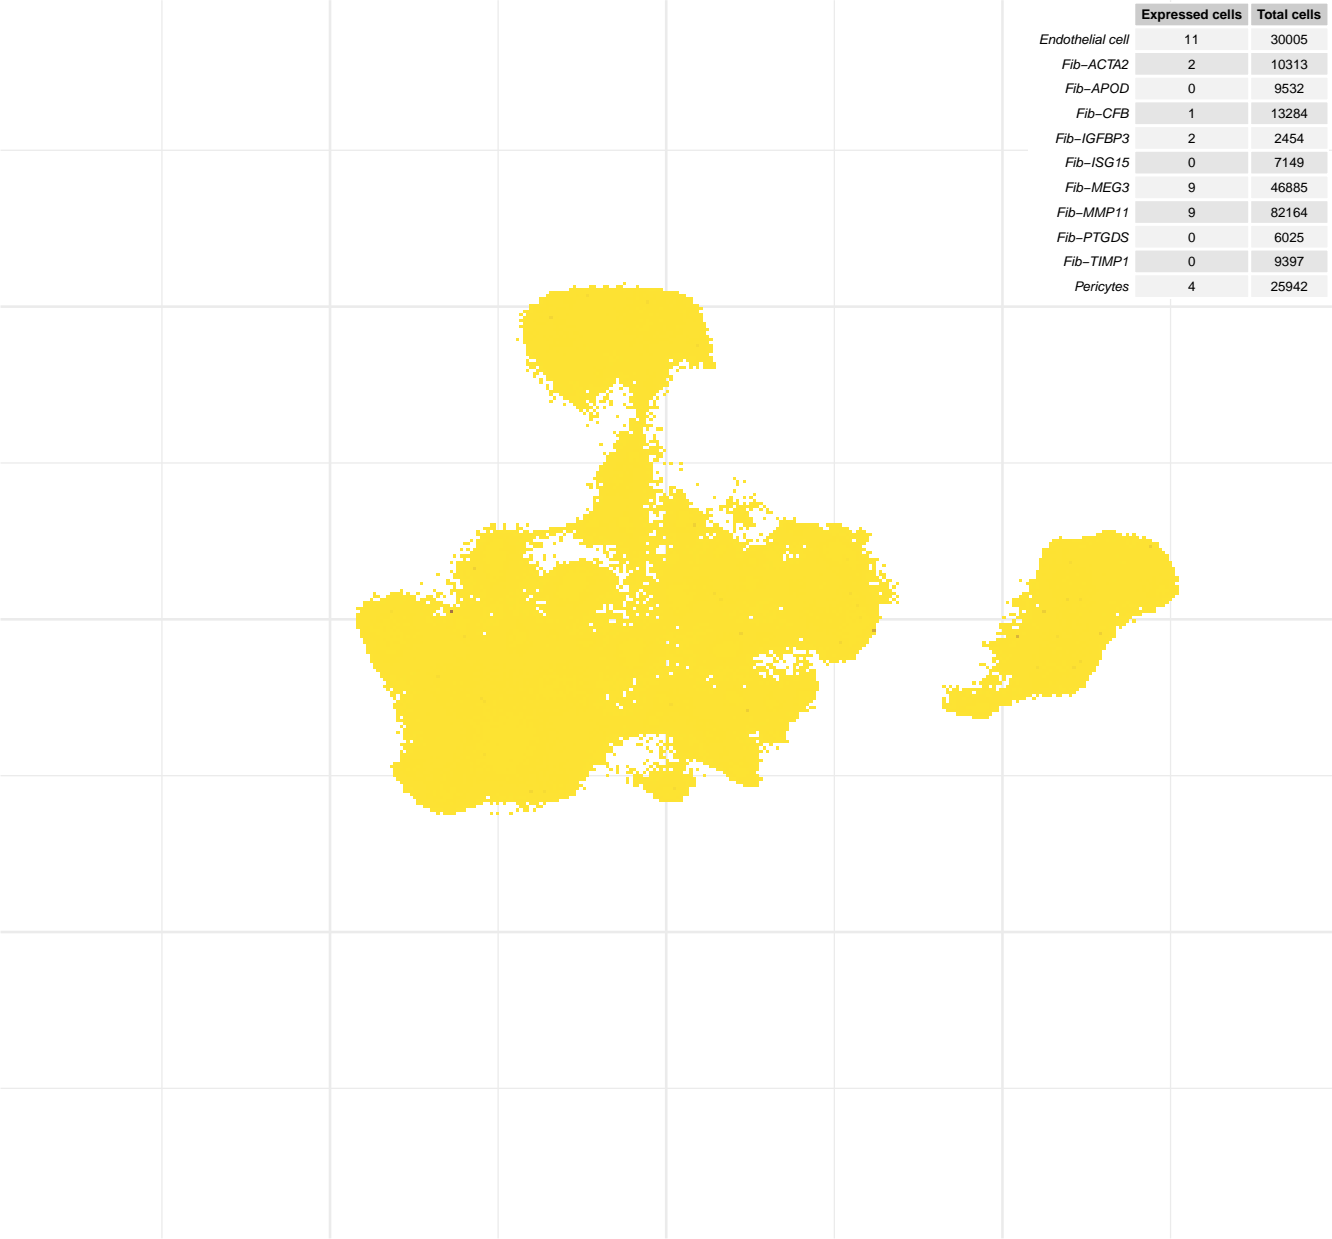 Expressed cells Total cells
Endothelial cell 11 30005
Fib−ACTA2 2 10313
Fib−APOD 0 9532
Fib−CFB 1 13284
Fib−IGFBP3 2 2454
Fib−ISG15 0 7149
Fib−MEG3 9 46885
Fib−MMP11 9 82164
Fib−PTGDS 0 6025
Fib−TIMP1 0 9397
Pericytes 4 25942